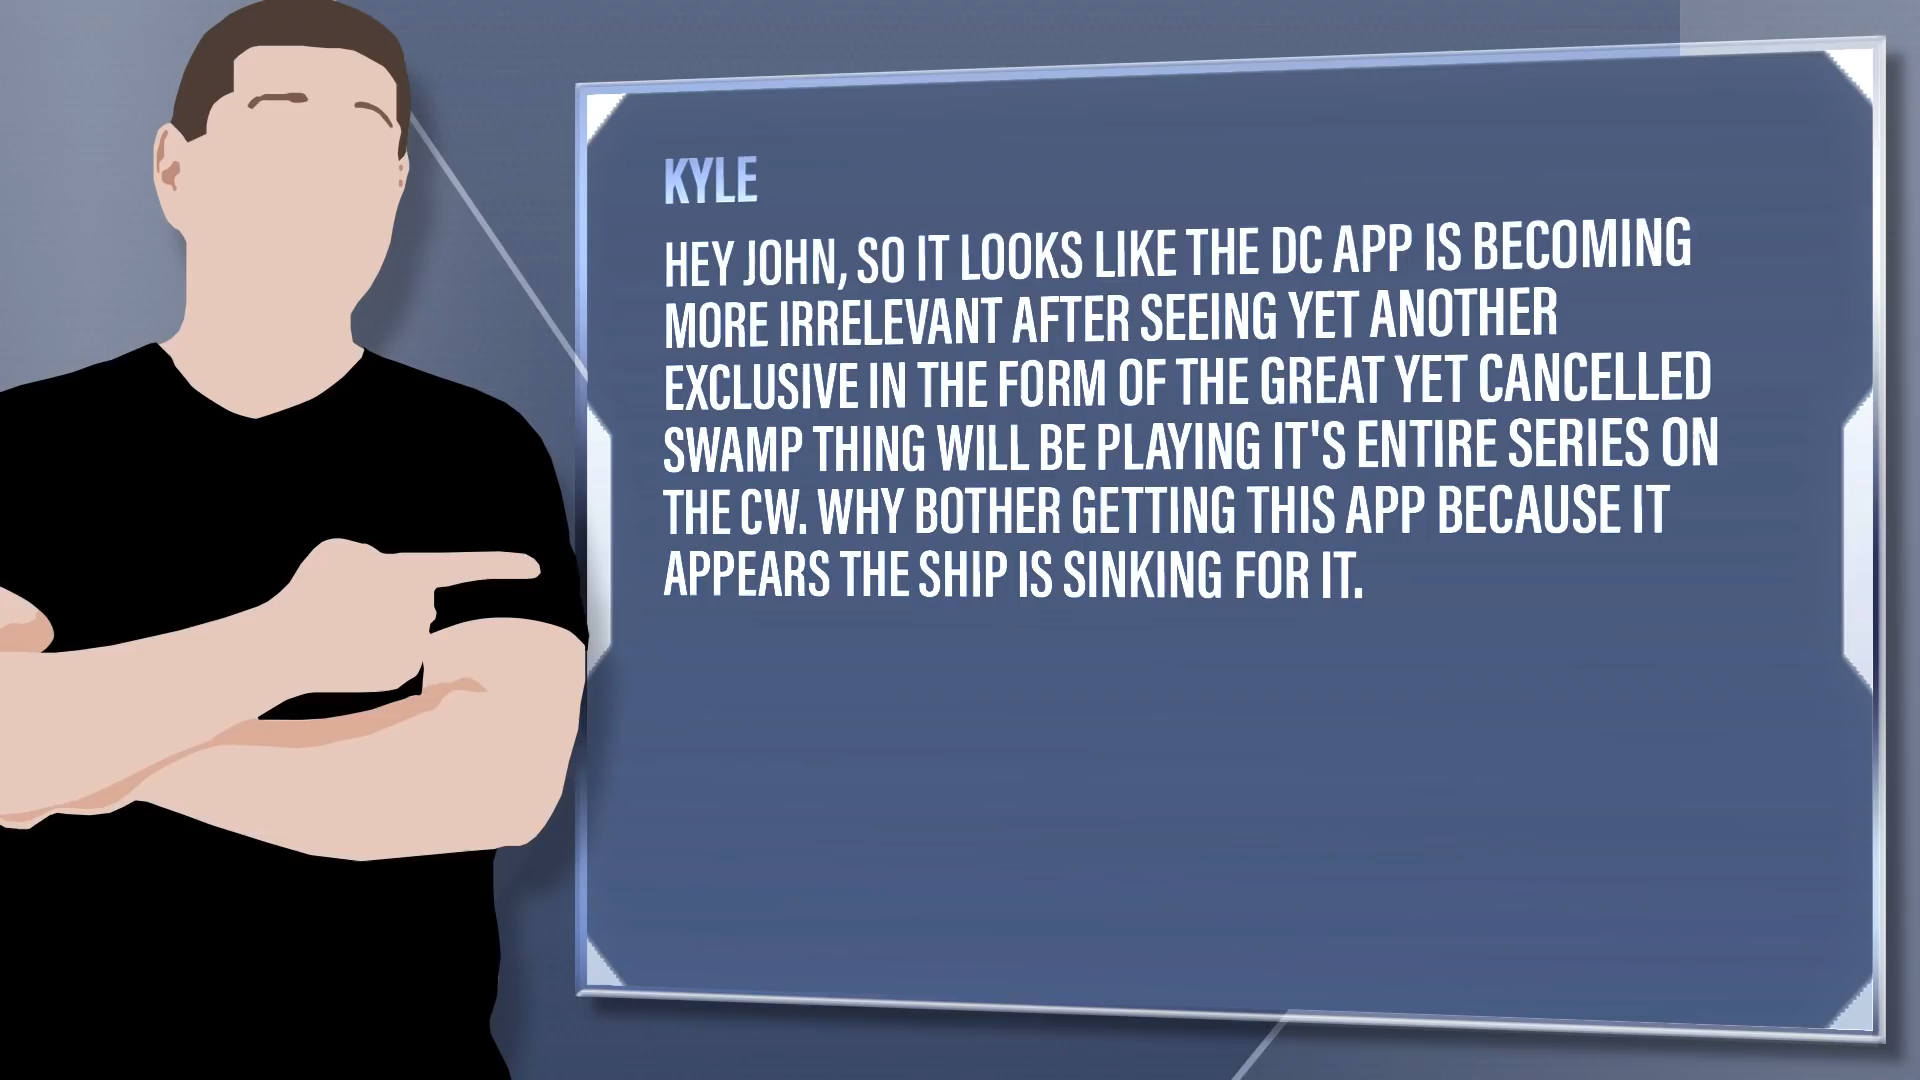 KYLE
HEY JOHN, SO IT LOOKS LIKE THE DC APP IS BECOMING
MORE IRRELEVANT AFTER SEEING YET ANOTHER
EXCLUSIVE IN THE FORM OF THE GREAT YET CANCELLED
SWAMP THING WILL BE PLAYING IT'S ENTIRE SERIES ON
THE CW. WHY BOTHER GETTING THIS APP BECAUSE IT
APPEARS THE SHIP IS SINKING FOR IT.